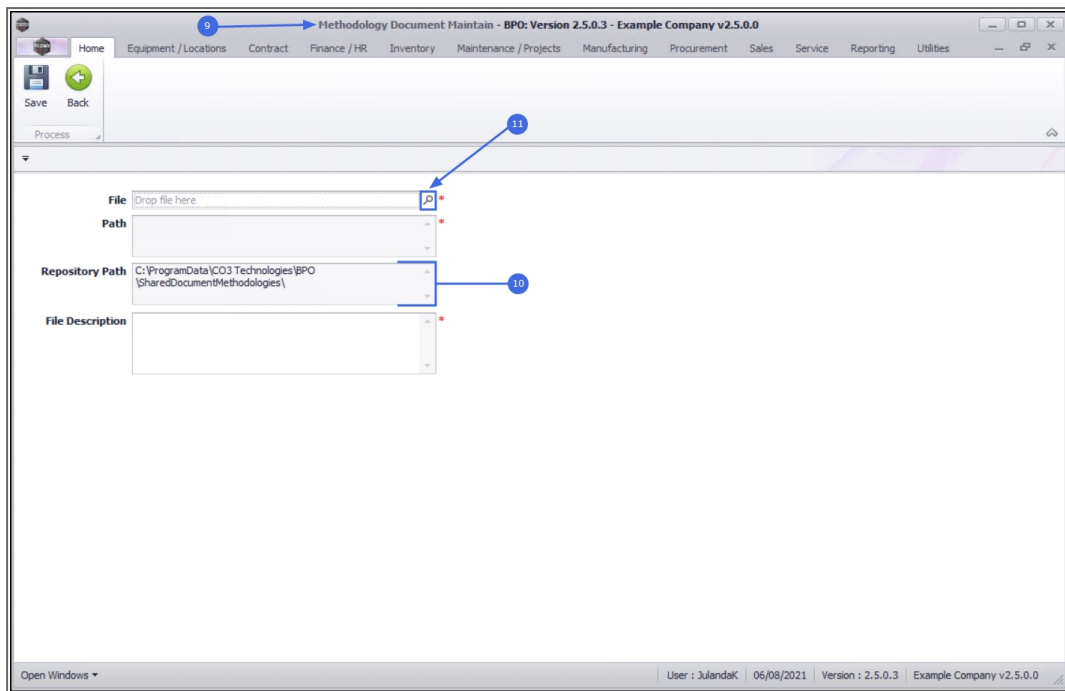 9
Methodology Document Maintain - BPO: Version 2.5.0.3 - Example Company v2.5.0.0
Home Equipment / Locations Contract Finance / HR Inventory Maintenance / Projects Manufacturing Procurement Sales Service Reporting Utilities
Save Back
Process
11
File Drop file here *
Path *
Repository Path C:\ProgramData\CO3 Technologies\BPO
\SharedDocumentMethodologies\
10
File Description *
Open Windows User : JulandaK 06/08/2021 Version : 2.5.0.3 Example Company v2.5.0.0